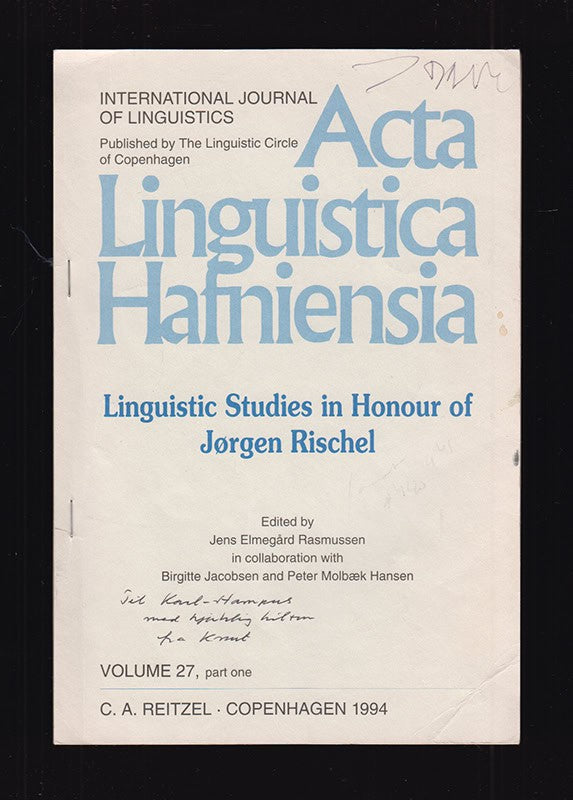 INTERNATIONAL JOURNAL
OF LINGUISTICS
Published by The Linguistic Circle
of Copenhagen
Acta
Linguistica
Hafniensia
Linguistic Studies in Honour of
Jørgen Rischel
Edited by
Jens Elmegård Rasmussen
in collaboration with
Birgitte Jacobsen and Peter Molbæk Hansen
Til Karl-Hampus
med hjertelig hilsen
fra Knut
VOLUME 27, part one
C. A. REITZEL · COPENHAGEN 1994